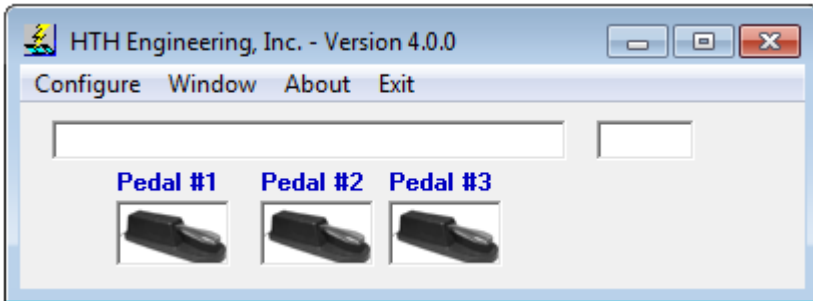 HTH Engineering, Inc. - Version 4.0.0
Configure Window About Exit
Pedal #1 Pedal #2 Pedal #3